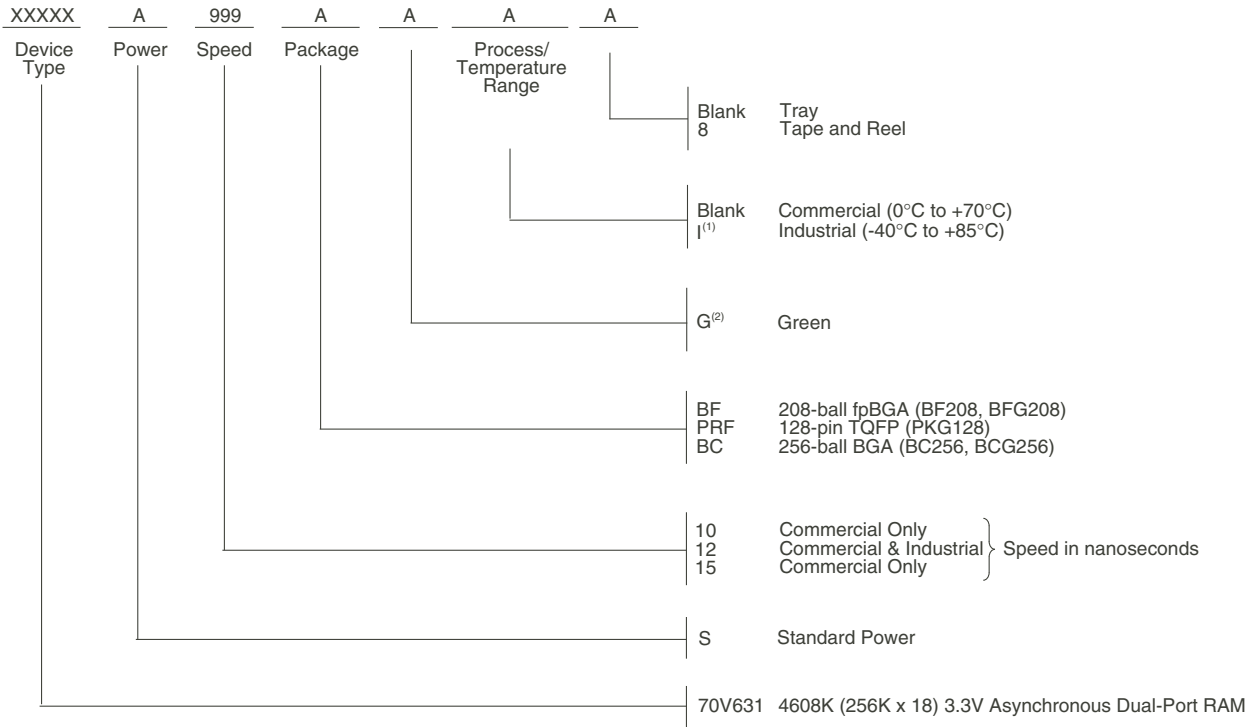 XXXXX A 999 A A A A
Device Type Power Speed Package Process/ Temperature Range
Blank Tray
8 Tape and Reel
Blank Commercial (0°C to +70°C)
I(1) Industrial (-40°C to +85°C)
G(2) Green
BF 208-ball fpBGA (BF208, BFG208)
PRF 128-pin TQFP (PKG128)
BC 256-ball BGA (BC256, BCG256)
10 Commercial Only
12 Commercial & Industrial Speed in nanoseconds
15 Commercial Only
S Standard Power
70V631 4608K (256K x 18) 3.3V Asynchronous Dual-Port RAM